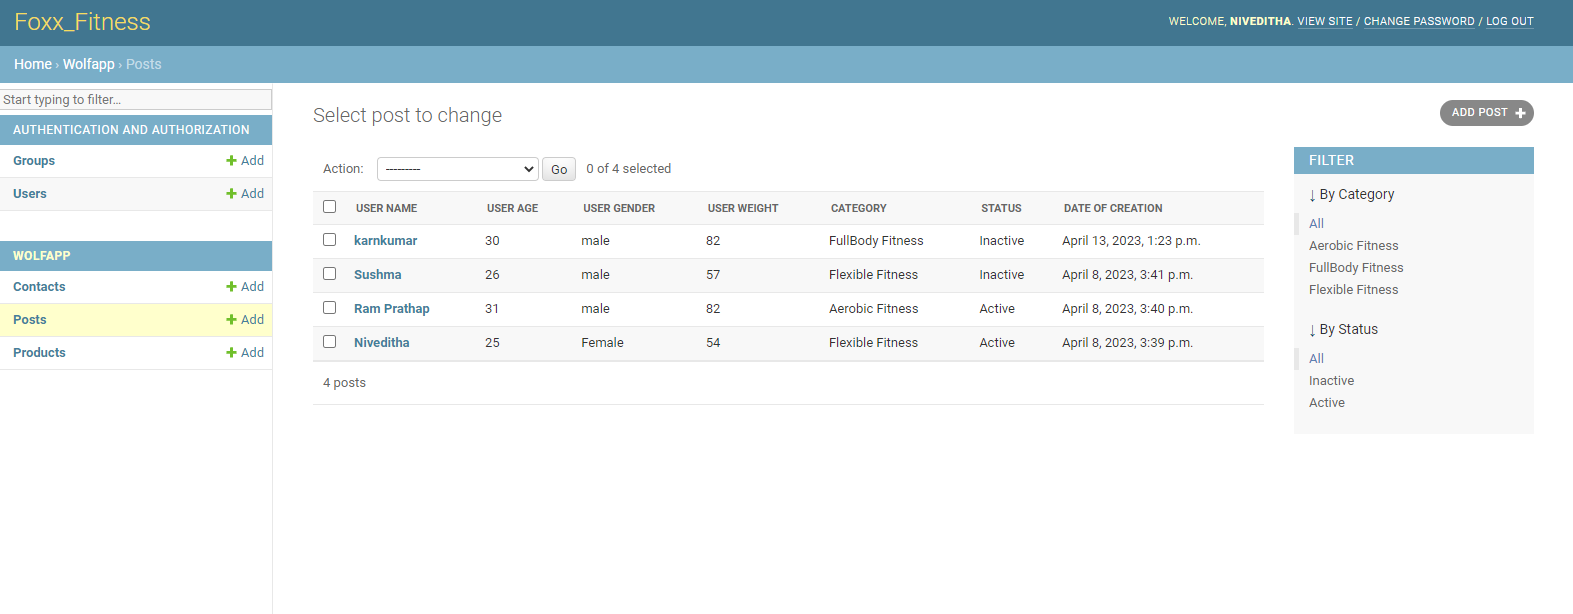 Foxx_Fitness
WELCOME, NIVEDITHA. VIEW SITE / CHANGE PASSWORD / LOG OUT
Home › Wolfapp › Posts
Start typing to filter…
AUTHENTICATION AND AUTHORIZATION
Groups Add
Users Add
WOLFAPP
Contacts Add
Posts Add
Products Add
Select post to change
ADD POST
Action: --------- Go 0 of 4 selected
USER NAME USER AGE USER GENDER USER WEIGHT CATEGORY STATUS DATE OF CREATION
karnkumar 30 male 82 FullBody Fitness Inactive April 13, 2023, 1:23 p.m.
Sushma 26 male 57 Flexible Fitness Inactive April 8, 2023, 3:41 p.m.
Ram Prathap 31 male 82 Aerobic Fitness Active April 8, 2023, 3:40 p.m.
Niveditha 25 Female 54 Flexible Fitness Active April 8, 2023, 3:39 p.m.
4 posts
FILTER
↓ By Category
All
Aerobic Fitness
FullBody Fitness
Flexible Fitness
↓ By Status
All
Inactive
Active